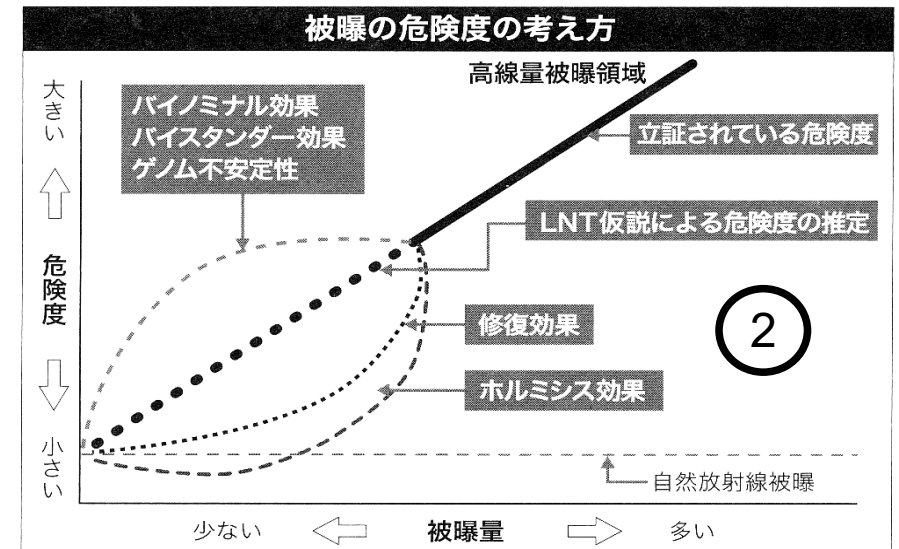 被曝の危険度の考え方
高線量被曝領域
大きい
バイノミナル効果
バイスタンダー効果
ゲノム不安定性
立証されている危険度
LNT仮説による危険度の推定
危険度
修復効果
2
ホルミシス効果
小さい
自然放射線被曝
少ない
被曝量
多い